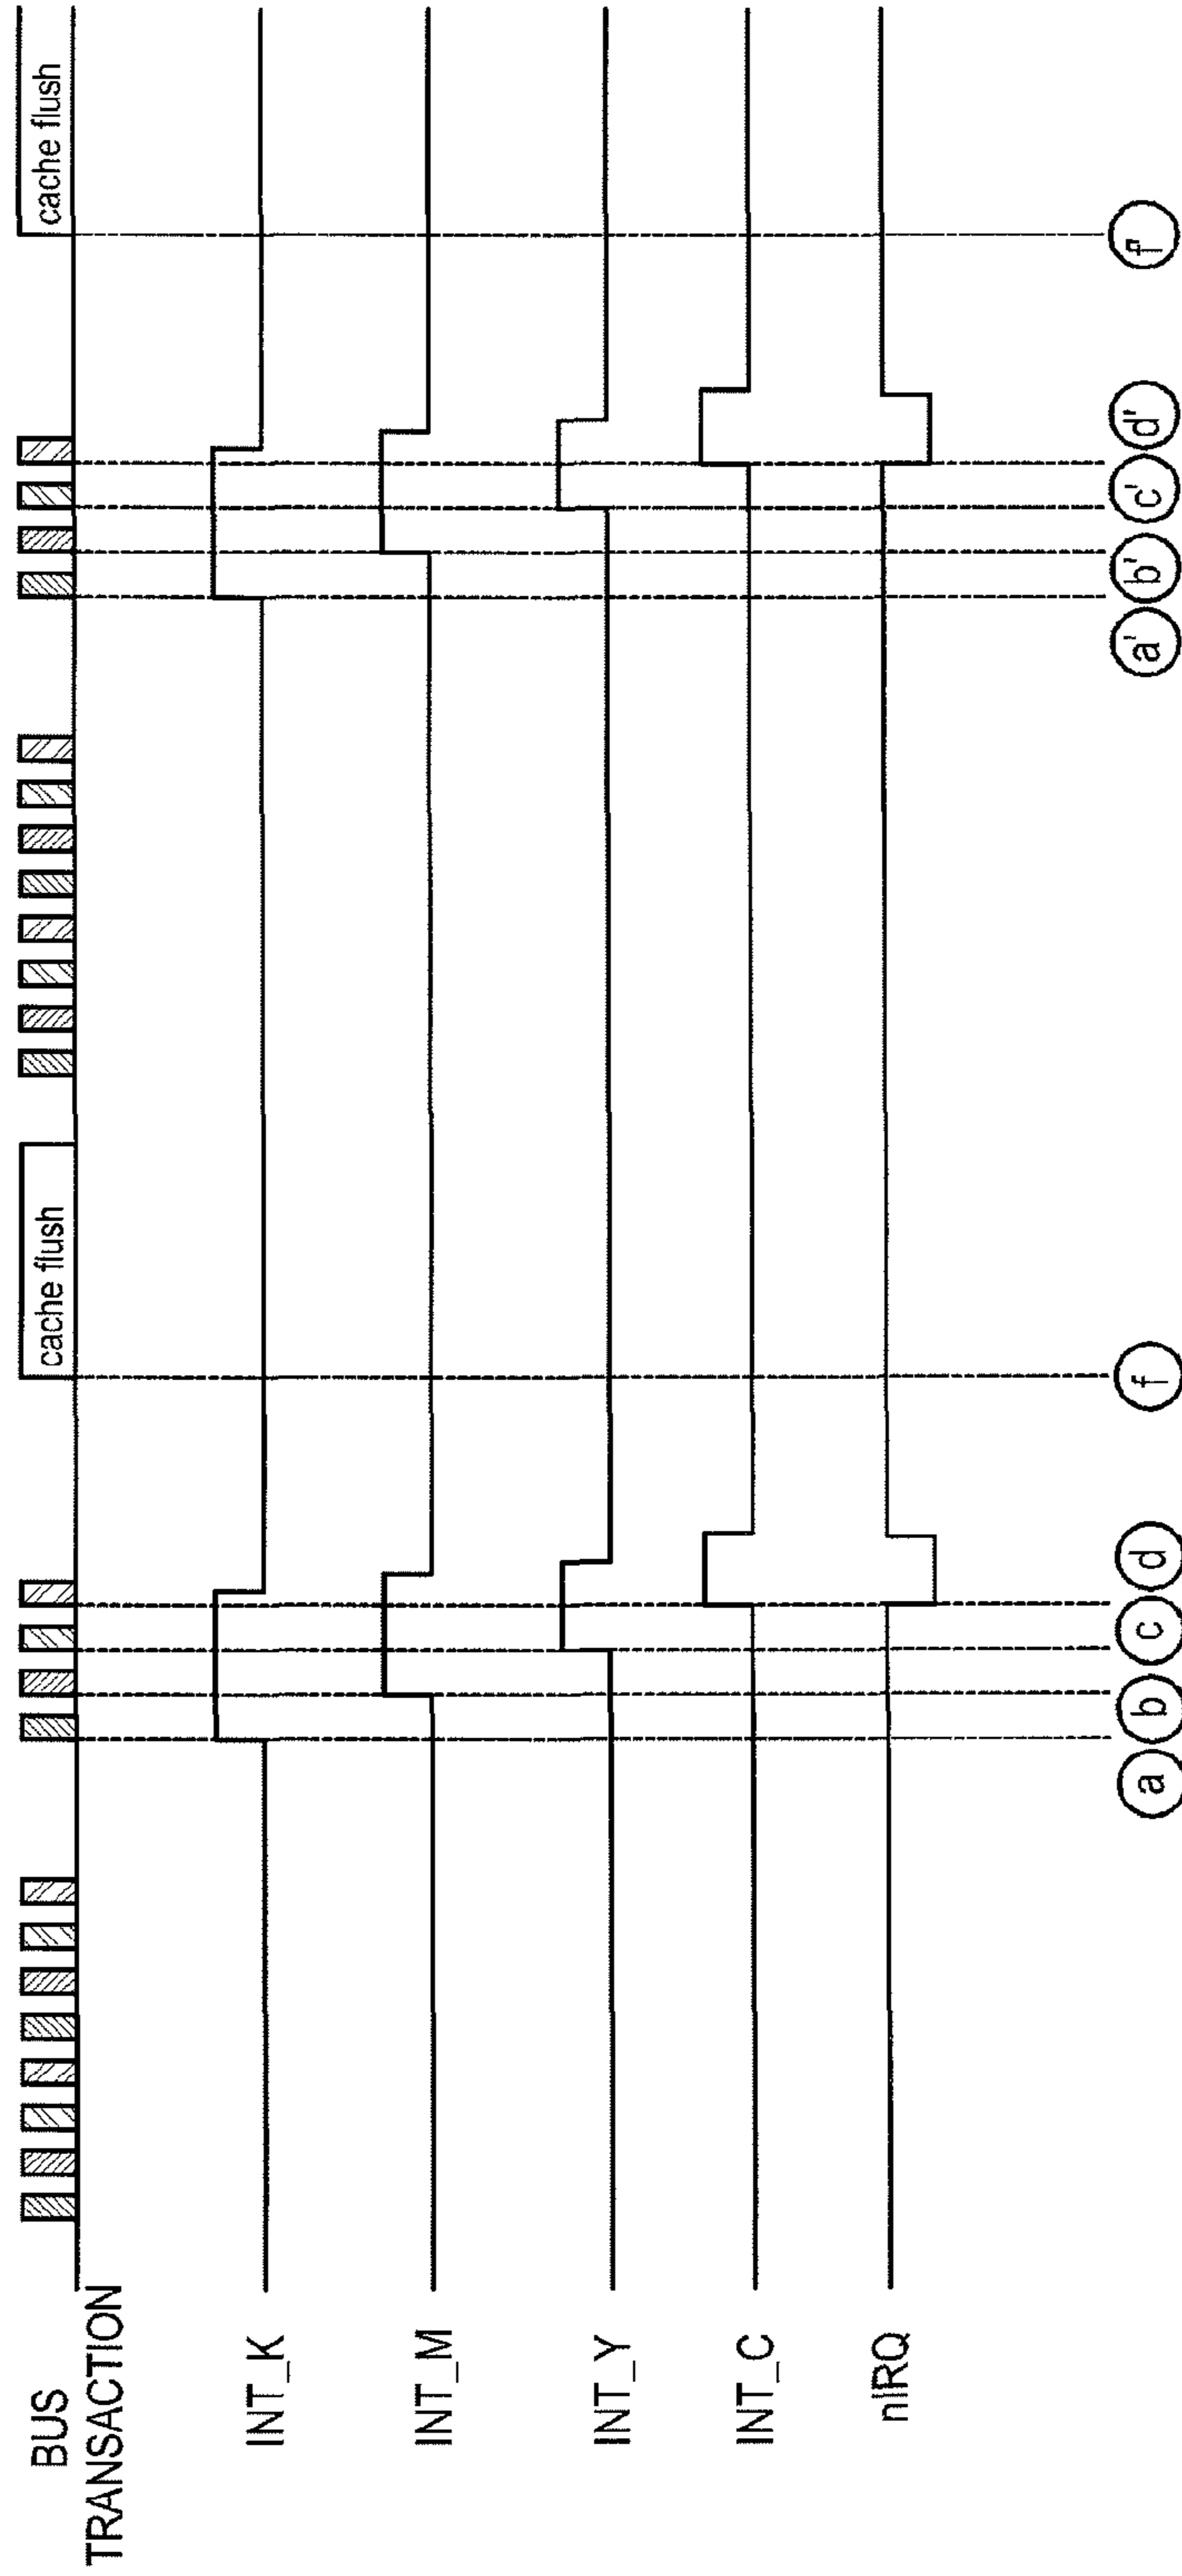 BUS
TRANSACTION
cache flush
cache flush
INT_K
INT_M
INT_Y
INT_C
nIRQ
a b c d f a' b' c' d' f'